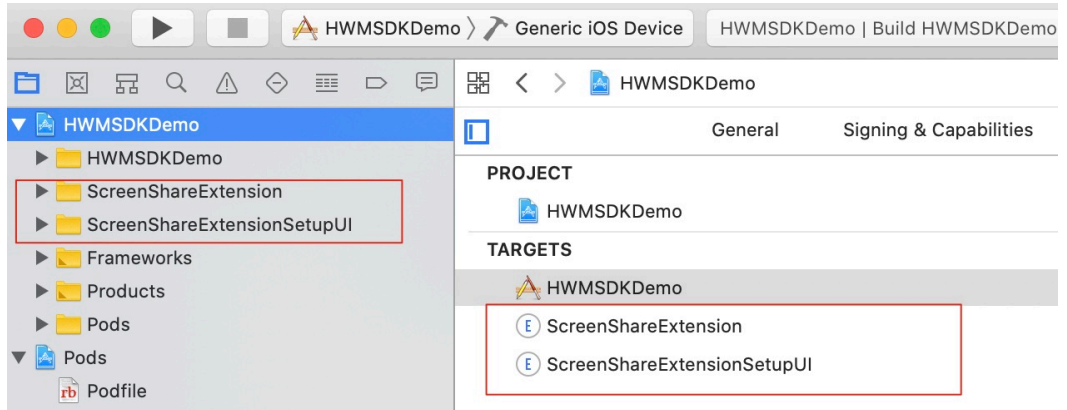 HWMSDKDemo 〉 Generic iOS Device
HWMSDKDemo | Build HWMSDKDemo
HWMSDKDemo
HWMSDKDemo
ScreenShareExtension
ScreenShareExtensionSetupUI
Frameworks
Products
Pods
Pods
rb Podfile
HWMSDKDemo
General Signing & Capabilities
PROJECT
HWMSDKDemo
TARGETS
HWMSDKDemo
E ScreenShareExtension
E ScreenShareExtensionSetupUI